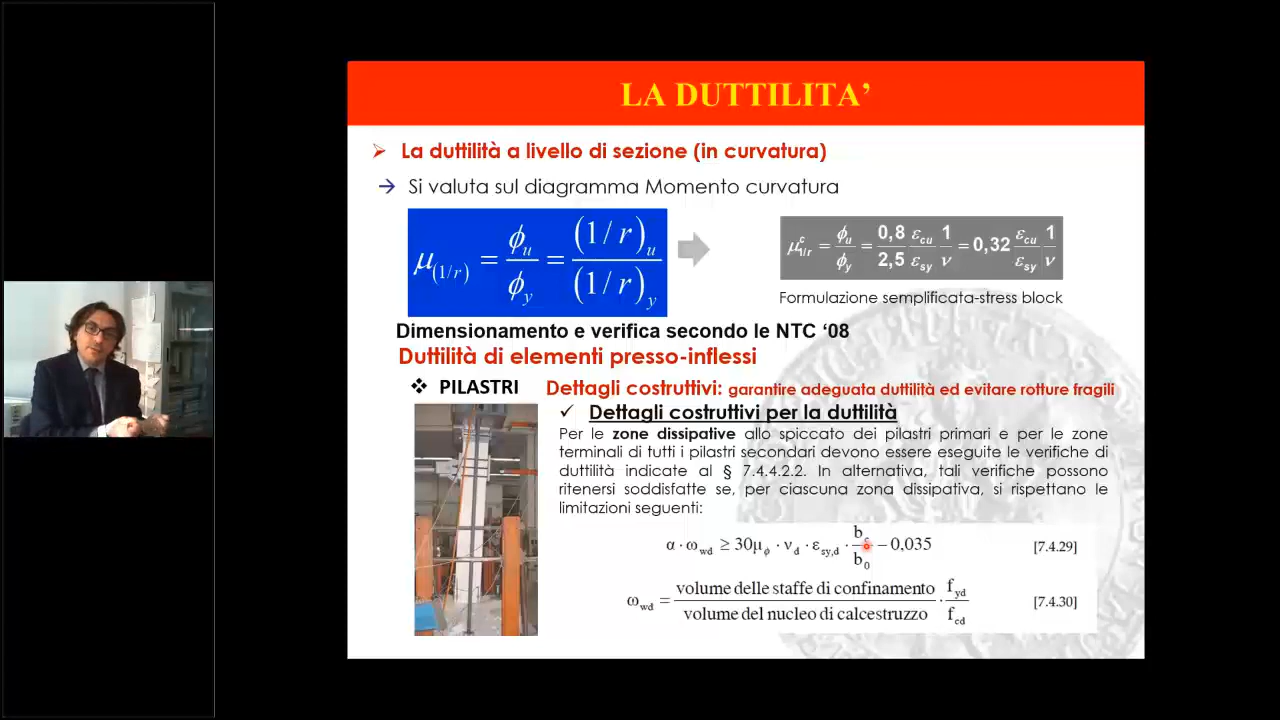 LA DUTTILITA’
➢ La duttilità a livello di sezione (in curvatura)
→ Si valuta sul diagramma Momento curvatura
μ(1/r) = ϕu/ϕy = (1/r)u/(1/r)y
μᶜ1/r = ϕu/ϕy = 0,8/2,5 εcu/εsy 1/ν = 0,32 εcu/εsy 1/ν
Formulazione semplificata-stress block
Dimensionamento e verifica secondo le NTC ‘08
Duttilità di elementi presso-inflessi
❖ PILASTRI
Dettagli costruttivi: garantire adeguata duttilità ed evitare rotture fragili
✓ Dettagli costruttivi per la duttilità
Per le zone dissipative allo spiccato dei pilastri primari e per le zone
terminali di tutti i pilastri secondari devono essere eseguite le verifiche di
duttilità indicate al § 7.4.4.2.2. In alternativa, tali verifiche possono
ritenersi soddisfatte se, per ciascuna zona dissipativa, si rispettano le
limitazioni seguenti:
α · ωwd ≥ 30μϕ · νd · εsy,d · bc/b0 − 0,035 [7.4.29]
ωwd = volume delle staffe di confinamento/volume del nucleo di calcestruzzo · fyd/fcd [7.4.30]